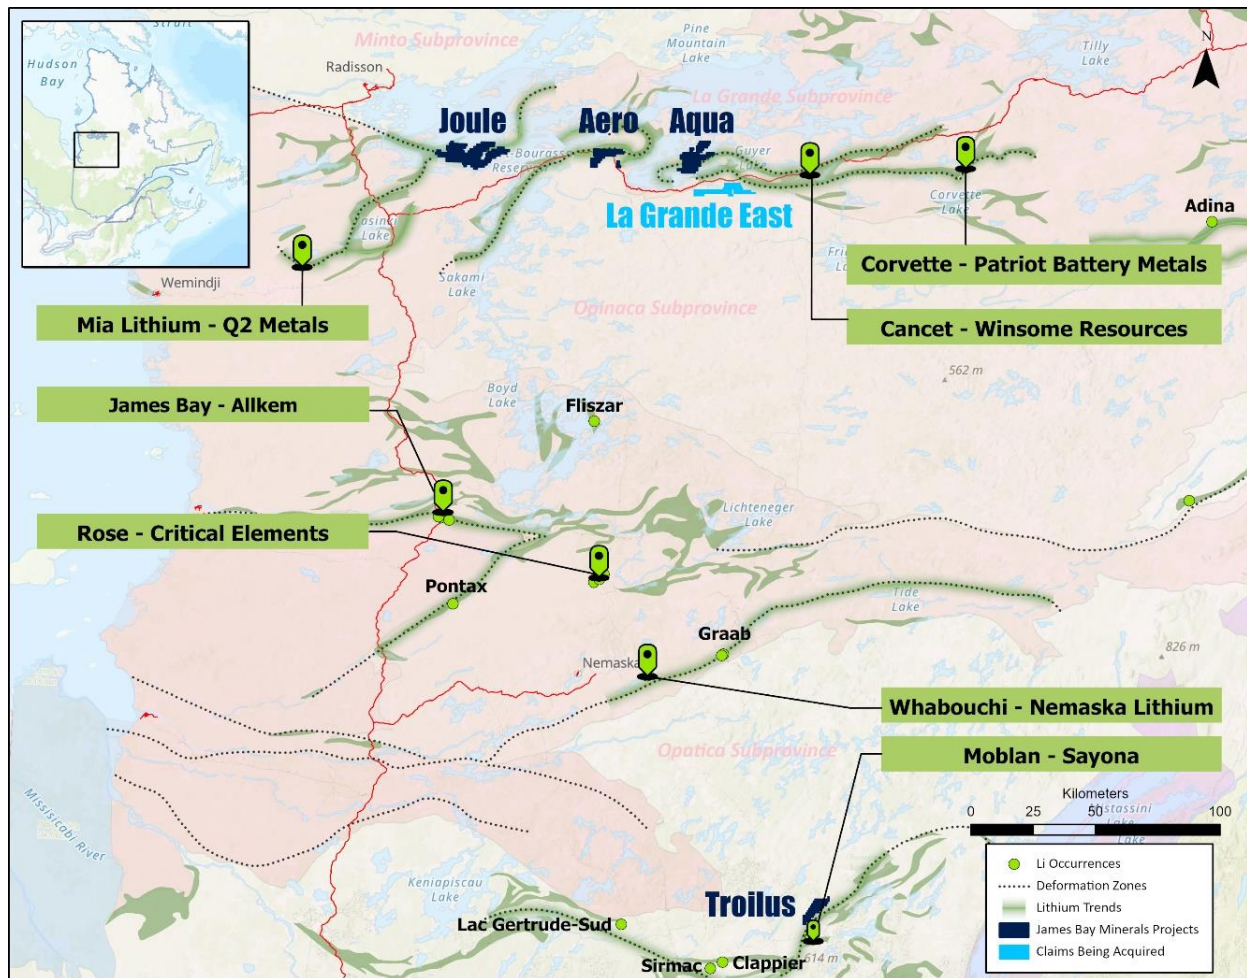 Strait
Hudson
Bay
Minto Subprovince
Radisson
Pine
Mountain
Lake
Tilly
Lake
N
La Grande Subprovince
Joule
Aero
Aqua
Guyer
Reserv
La Grande East
Corvette
Lake
Adina
Wemindji
Sakami
Lake
Corvette - Patriot Battery Metals
Mia Lithium - Q2 Metals
Opinaca Subprovince
Cancet - Winsome Resources
562 m
James Bay - Allkem
Boyd
Lake
Fliszar
Rose - Critical Elements
Lichteneger
Lake
Pontax
Tide
Lake
Graab
Nemaska
826 m
Whabouchi - Nemaska Lithium
Opatica Subprovince
Moblan - Sayona
Missisicabi River
Kilometers
0 25 50 100
Mistassini
Lake
Keniapiscau
Lake
Troilus
Lac Gertrude-Sud
Sirmac
Clappier
614 m
Li Occurrences
Deformation Zones
Lithium Trends
James Bay Minerals Projects
Claims Being Acquired